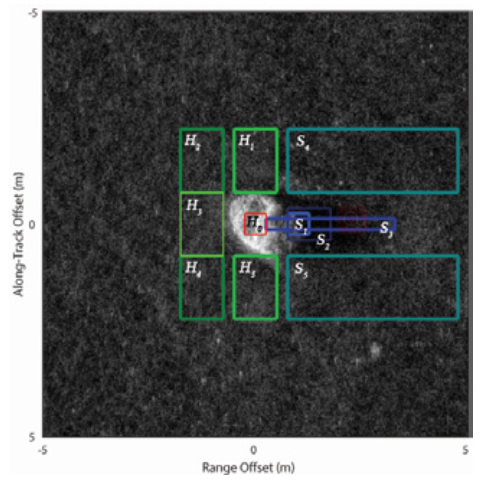 -5
H₂
H₁
S₄
H₃
Along-Track Offset (m)
0
H₀
S₁
S₂
S₃
H₄
H₅
S₅
5
-5
0
5
Range Offset (m)